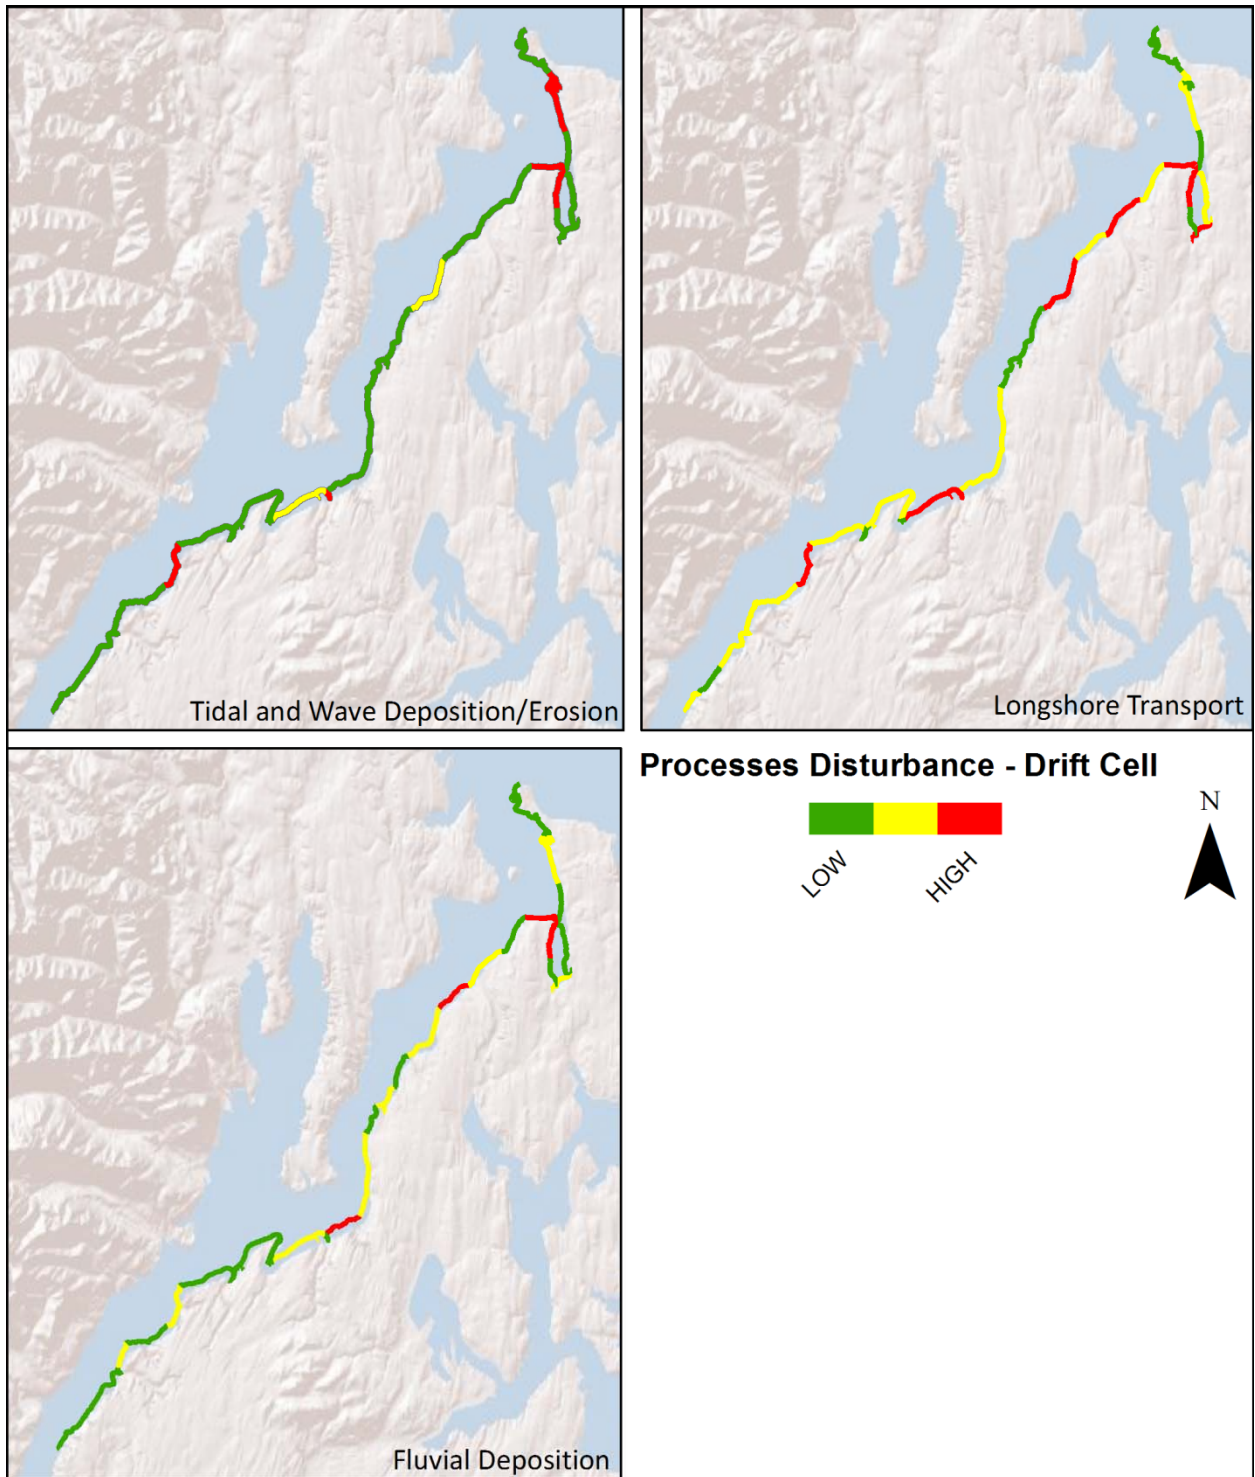 Tidal and Wave Deposition/Erosion
Longshore Transport
Processes Disturbance - Drift Cell
N
LOW
HIGH
Fluvial Deposition